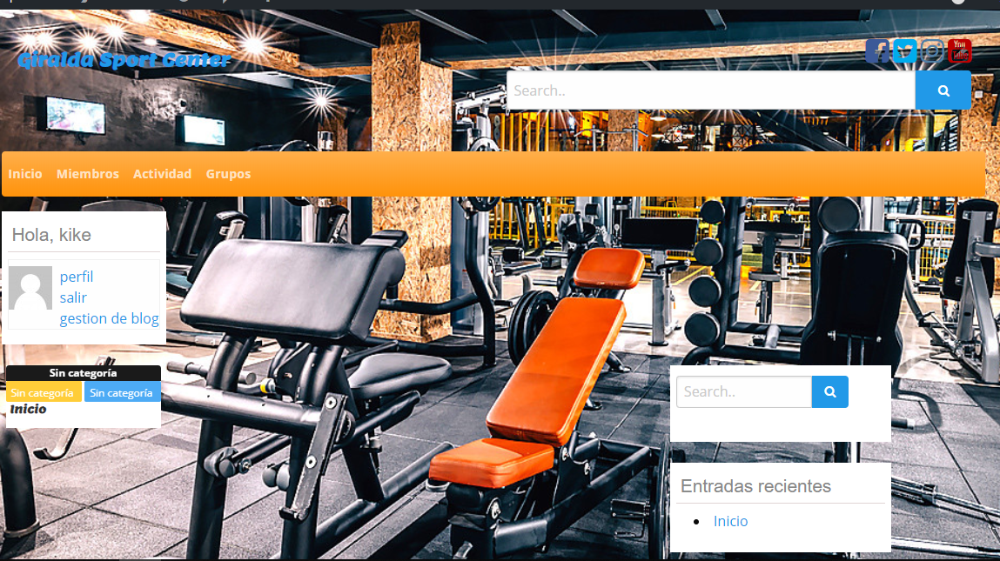 Giralda Sport Center
You
Tube
Search..
Inicio Miembros Actividad Grupos
Hola, kike
perfil
salir
gestion de blog
Sin categoría
Sin categoría Sin categoría
Inicio
Search..
Entradas recientes
Inicio